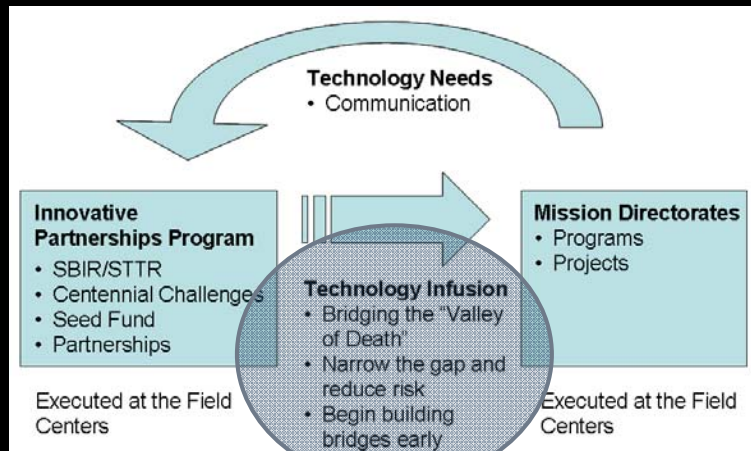 Technology Needs
• Communication
Innovative
Partnerships Program
• SBIR/STTR
• Centennial Challenges
• Seed Fund
• Partnerships
Executed at the Field
Centers
Technology Infusion
• Bridging the "Valley
of Death"
• Narrow the gap and
reduce risk
• Begin building
bridges early
Mission Directorates
• Programs
• Projects
Executed at the Field
Centers